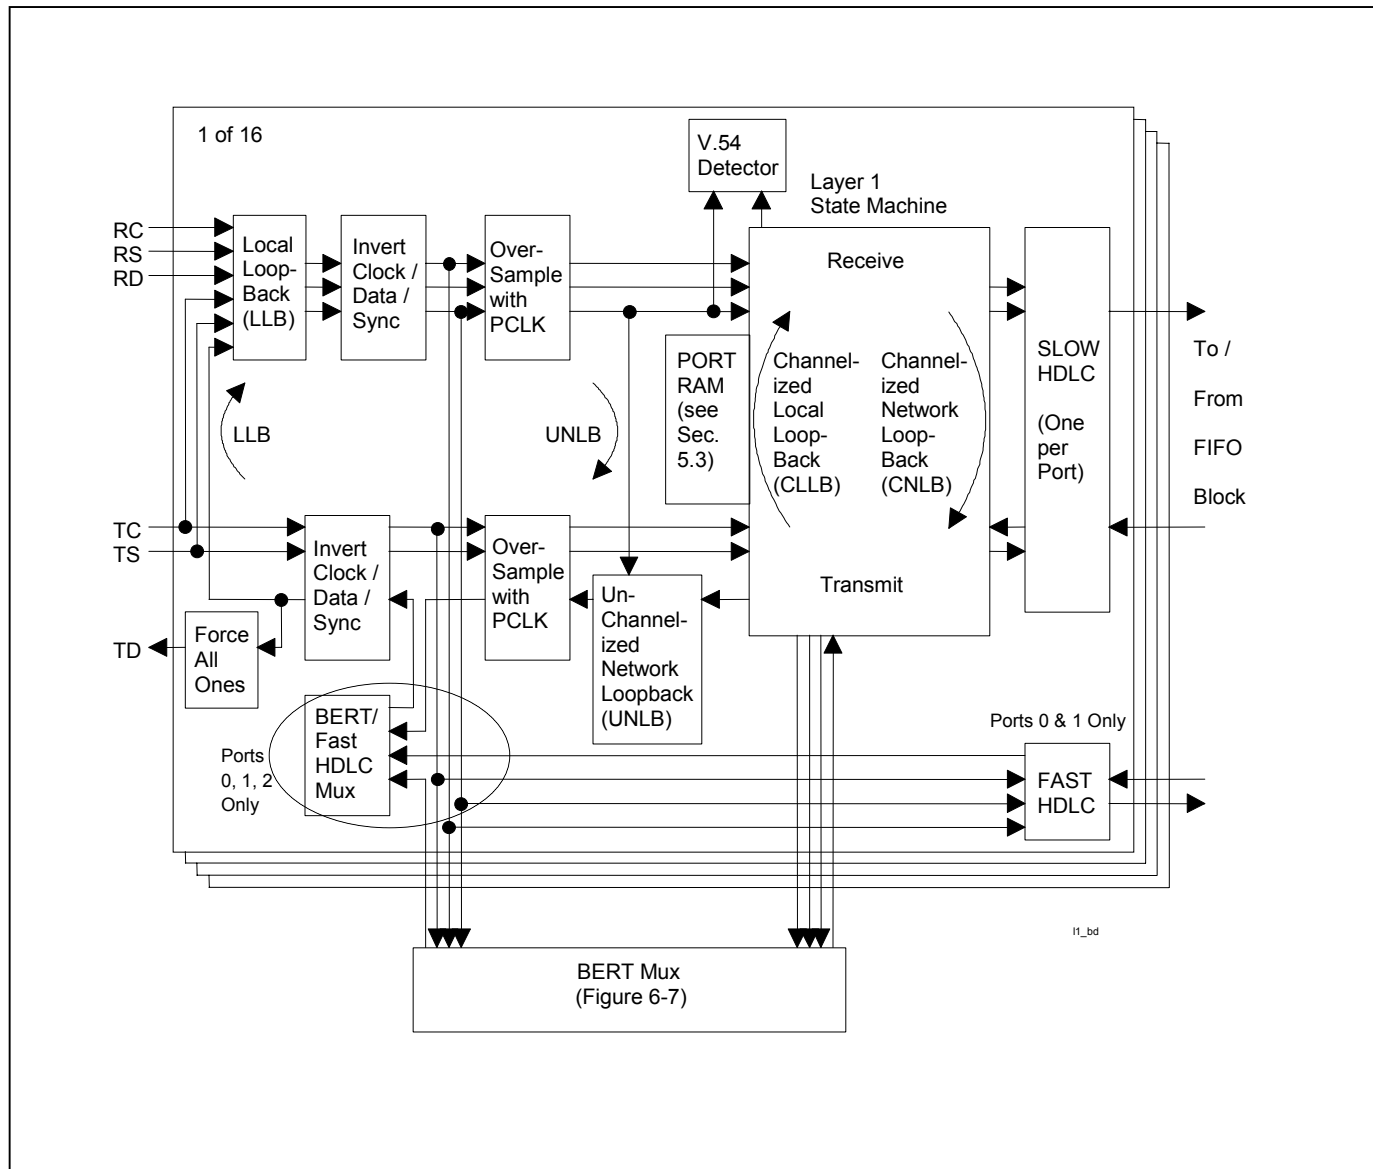 1 of 16
V.54
Detector
Layer 1
State Machine
RC
RS
RD
Local
Loop-
Back
(LLB)
Invert
Clock /
Data /
Sync
Over-
Sample
with
PCLK
Receive
PORT
RAM
(see
Sec.
5.3)
Channel-
ized
Local
Loop-
Back
(CLLB)
Channel-
ized
Network
Loop-
Back
(CNLB)
SLOW
HDLC
(One
per
Port)
To /
From
FIFO
Block
LLB
UNLB
TC
TS
TD
Invert
Clock /
Data /
Sync
Over-
Sample
with
PCLK
Un-
Channel-
ized
Network
Loopback
(UNLB)
Transmit
Force
All
Ones
BERT/
Fast
HDLC
Mux
Ports
0, 1, 2
Only
Ports 0 & 1 Only
FAST
HDLC
l1_bd
BERT Mux
(Figure 6-7)